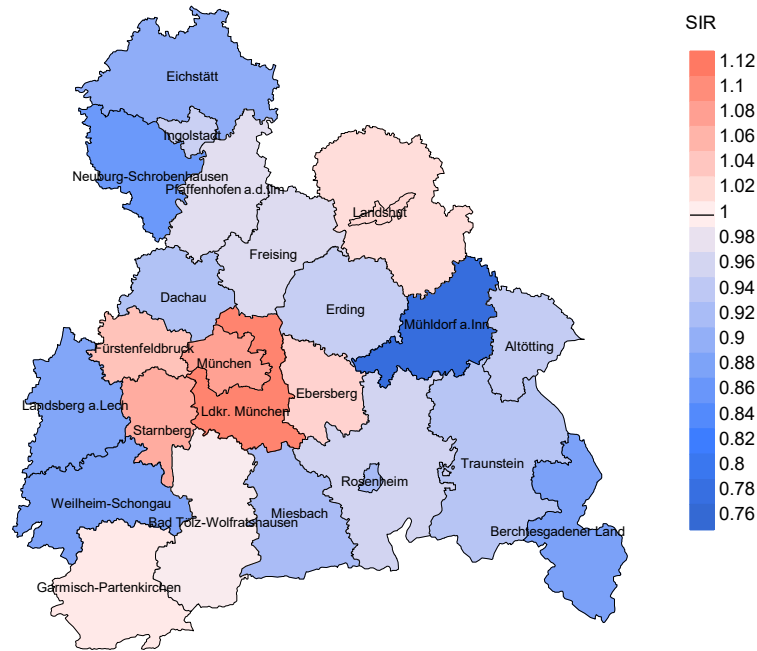 SIR
1.12
1.1
1.08
1.06
1.04
1.02
1
0.98
0.96
0.94
0.92
0.9
0.88
0.86
0.84
0.82
0.8
0.78
0.76
Eichstätt
Ingolstadt
Neuburg-Schrobenhausen
Pfaffenhofen a.d.Ilm
Landshut
Freising
Dachau
Erding
Mühldorf a.Inn
Altötting
Fürstenfeldbruck
München
Ebersberg
Landsberg a.Lech
Ldkr. München
Starnberg
Traunstein
Rosenheim
Weilheim-Schongau
Miesbach
Bad Tölz-Wolfratshausen
Berchtesgadener Land
Garmisch-Partenkirchen